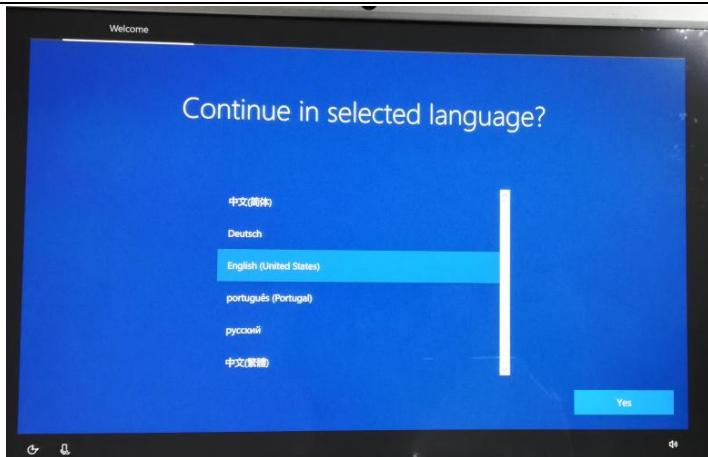 Welcome
Continue in selected language?
中文(简体)
Deutsch
English (United States)
português (Portugal)
русский
中文(繁體)
Yes